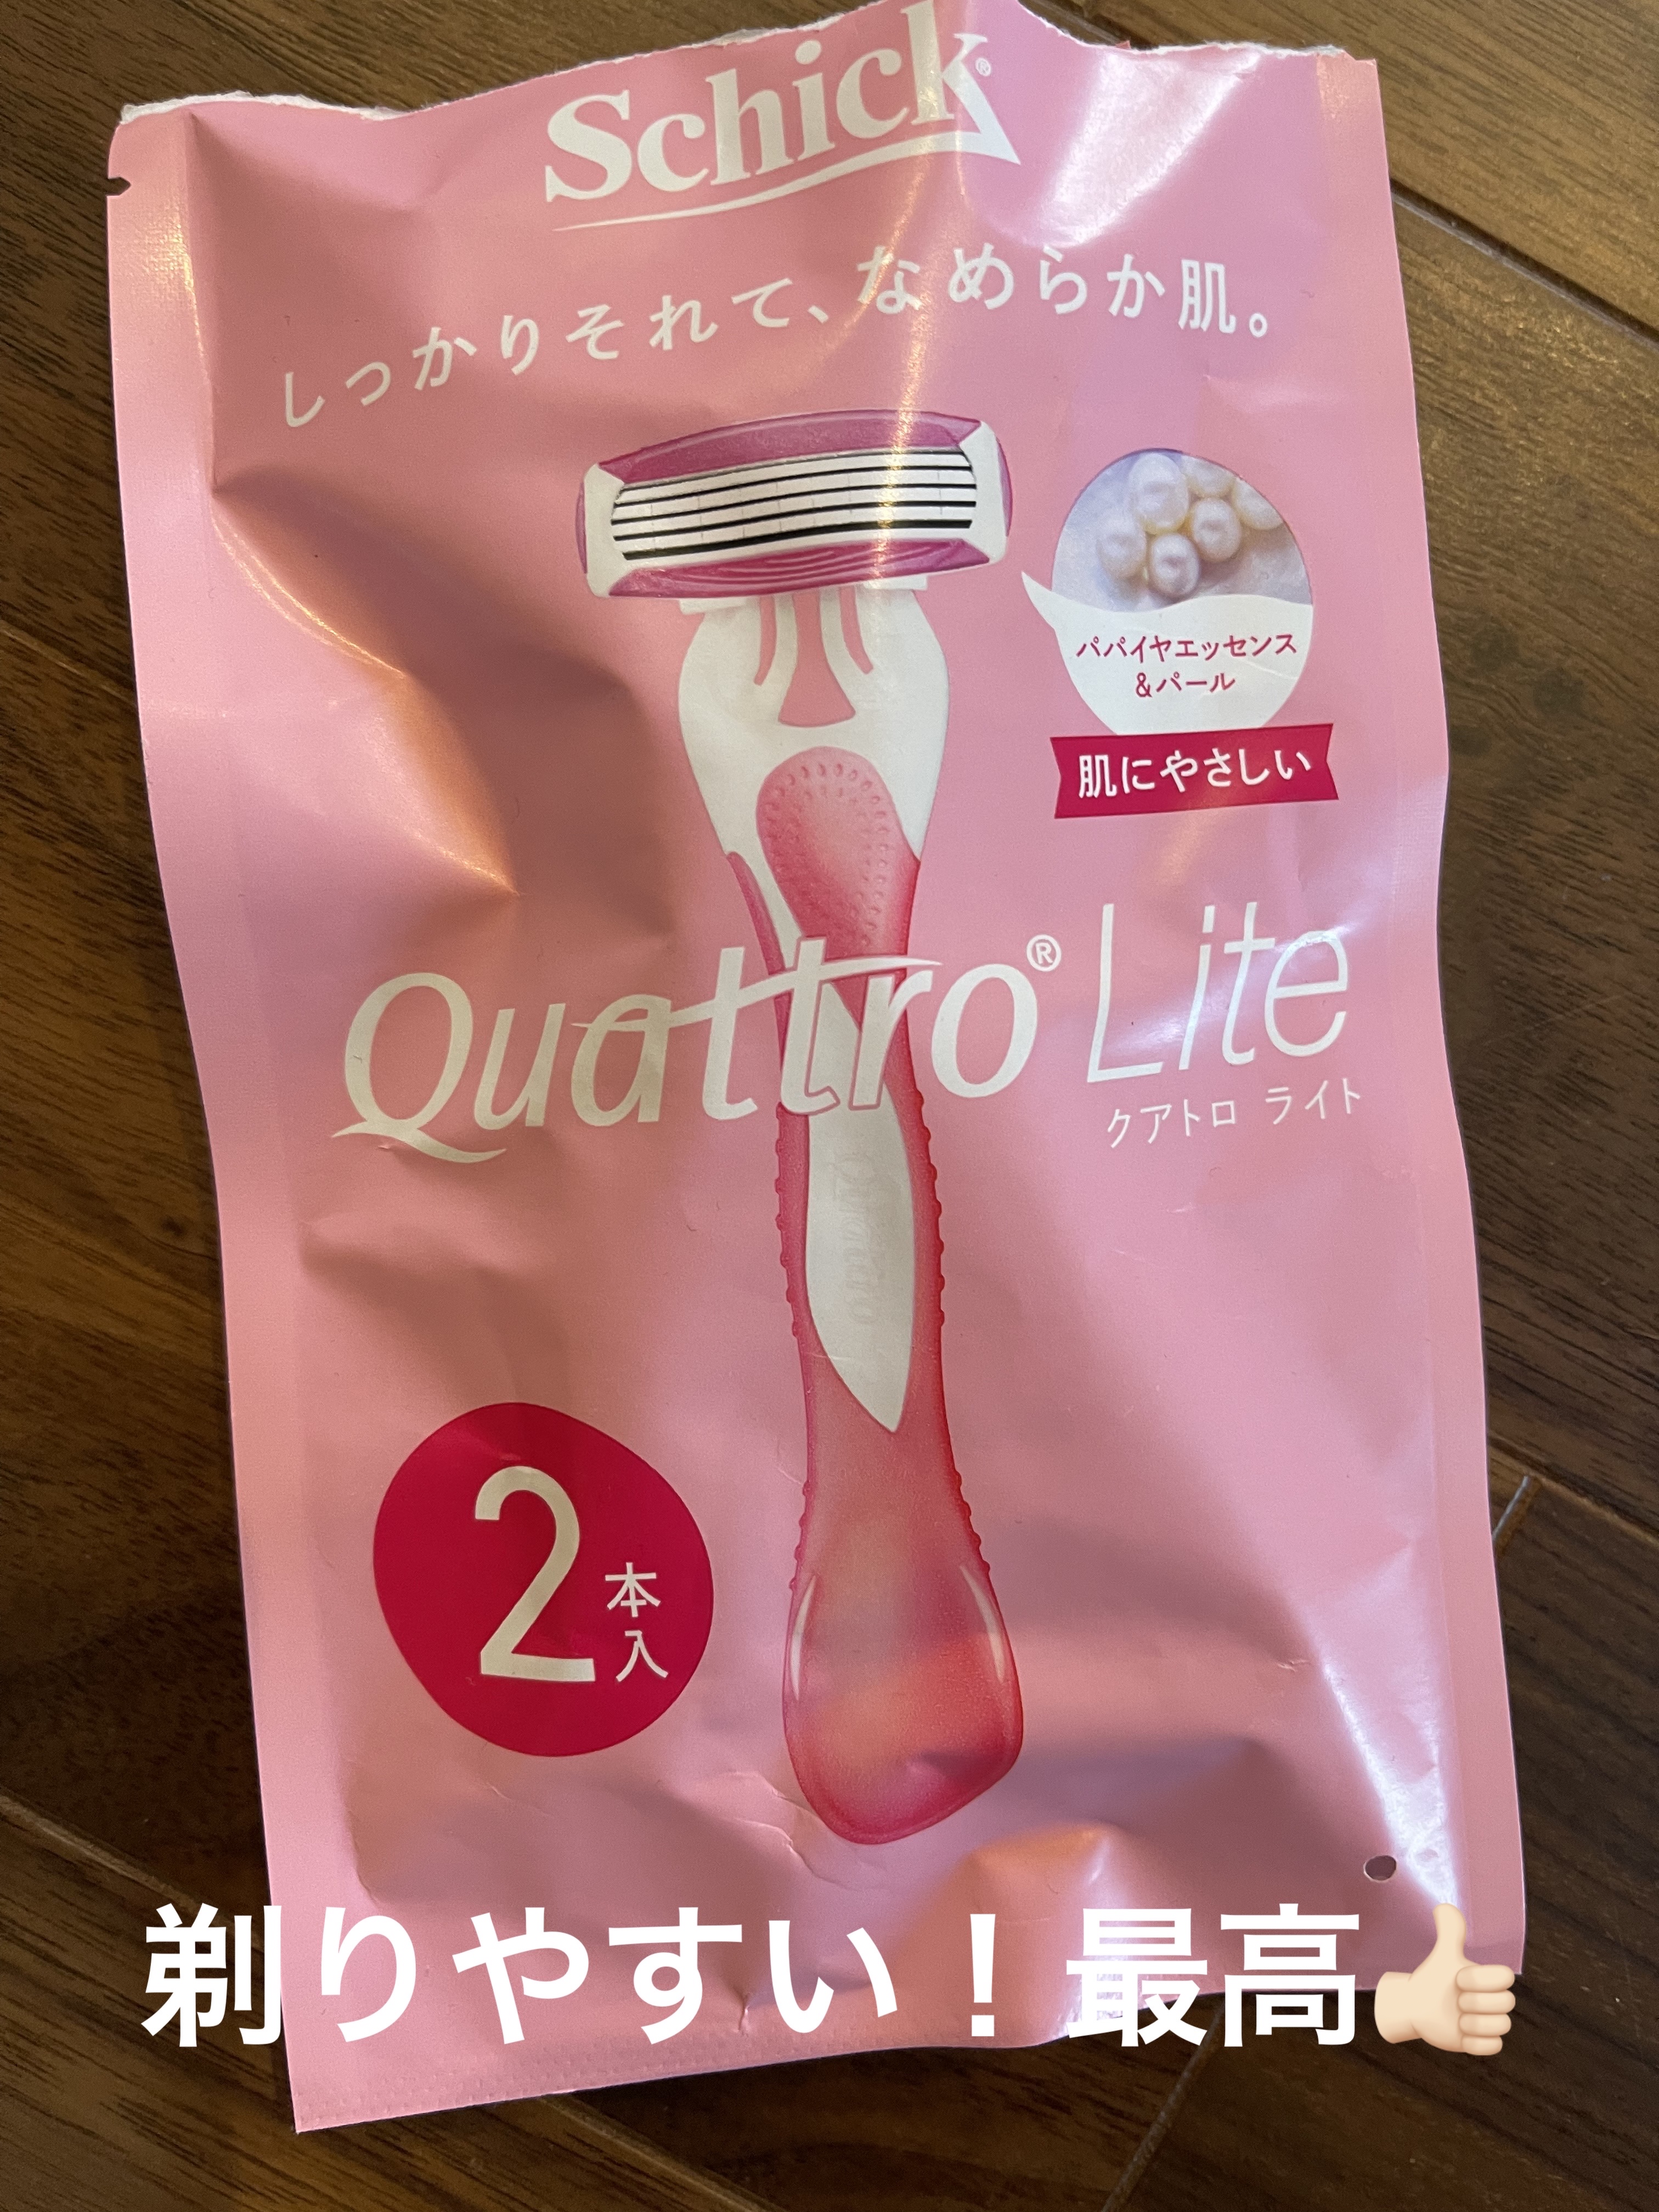 Schick®
しっかりそれて、なめらか肌。
パパイヤエッセンス
&パール
肌にやさしい
Quattro® Lite
クアトロ ライト
2本入
剃りやすい！最高👍🏻